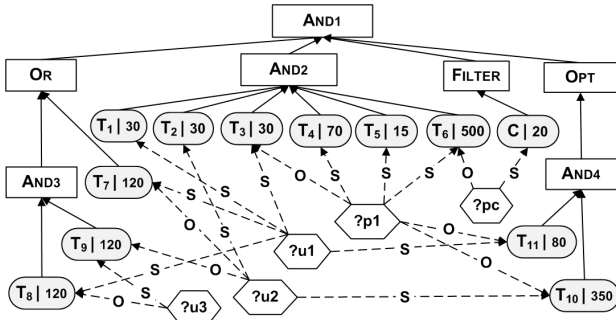 AND1
OR
AND2
FILTER
OPT
T1 | 30
T2 | 30
T3 | 30
T4 | 70
T5 | 15
T6 | 500
C | 20
AND3
T7 | 120
S
S
O
S
S
S
O
S
AND4
S
O
S
?p1
?pc
O
T9 | 120
?u1
S
T11 | 80
S
O
O
T8 | 120
O
S
?u3
?u2
S
T10 | 350